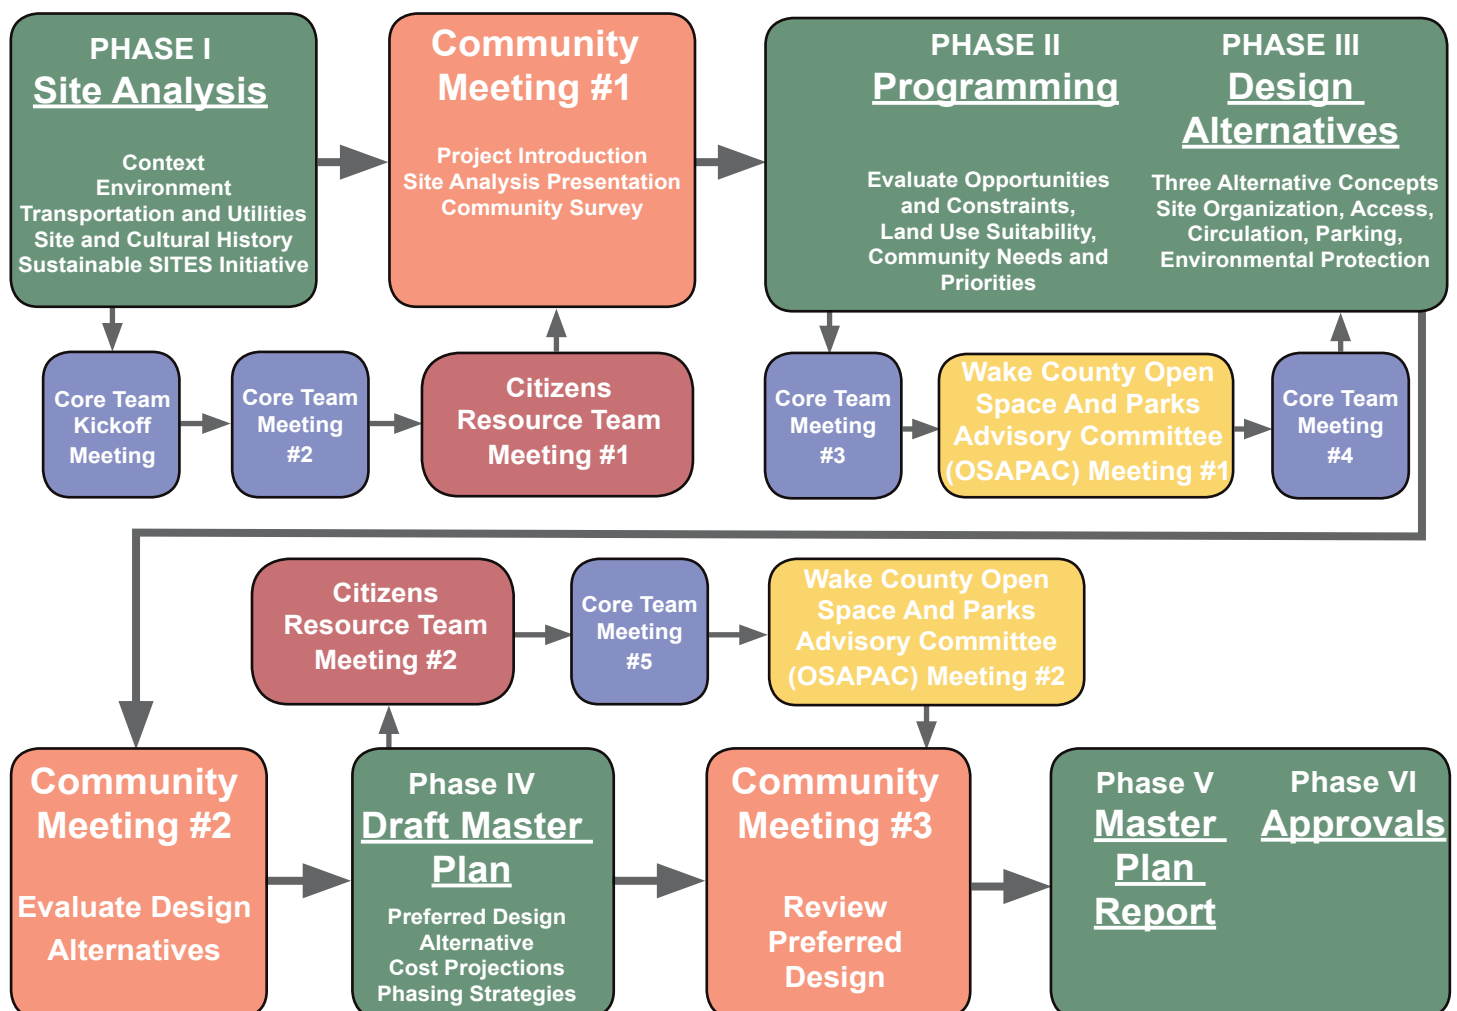 PHASE I
Site Analysis
Context
Environment
Transportation and Utilities
Site and Cultural History
Sustainable SITES Initiative
Community
Meeting #1
Project Introduction
Site Analysis Presentation
Community Survey
PHASE II
Programming
Evaluate Opportunities
and Constraints,
Land Use Suitability,
Community Needs and
Priorities
PHASE III
Design
Alternatives
Three Alternative Concepts
Site Organization, Access,
Circulation, Parking,
Environmental Protection
Core Team
Kickoff
Meeting
Core Team
Meeting
#2
Citizens
Resource Team
Meeting #1
Core Team
Meeting
#3
Wake County Open
Space And Parks
Advisory Committee
(OSAPAC) Meeting #1
Core Team
Meeting
#4
Citizens
Resource Team
Meeting #2
Core Team
Meeting
#5
Wake County Open
Space And Parks
Advisory Committee
(OSAPAC) Meeting #2
Community
Meeting #2
Evaluate Design
Alternatives
Phase IV
Draft Master
Plan
Preferred Design
Alternative
Cost Projections
Phasing Strategies
Community
Meeting #3
Review
Preferred
Design
Phase V
Master
Plan
Report
Phase VI
Approvals